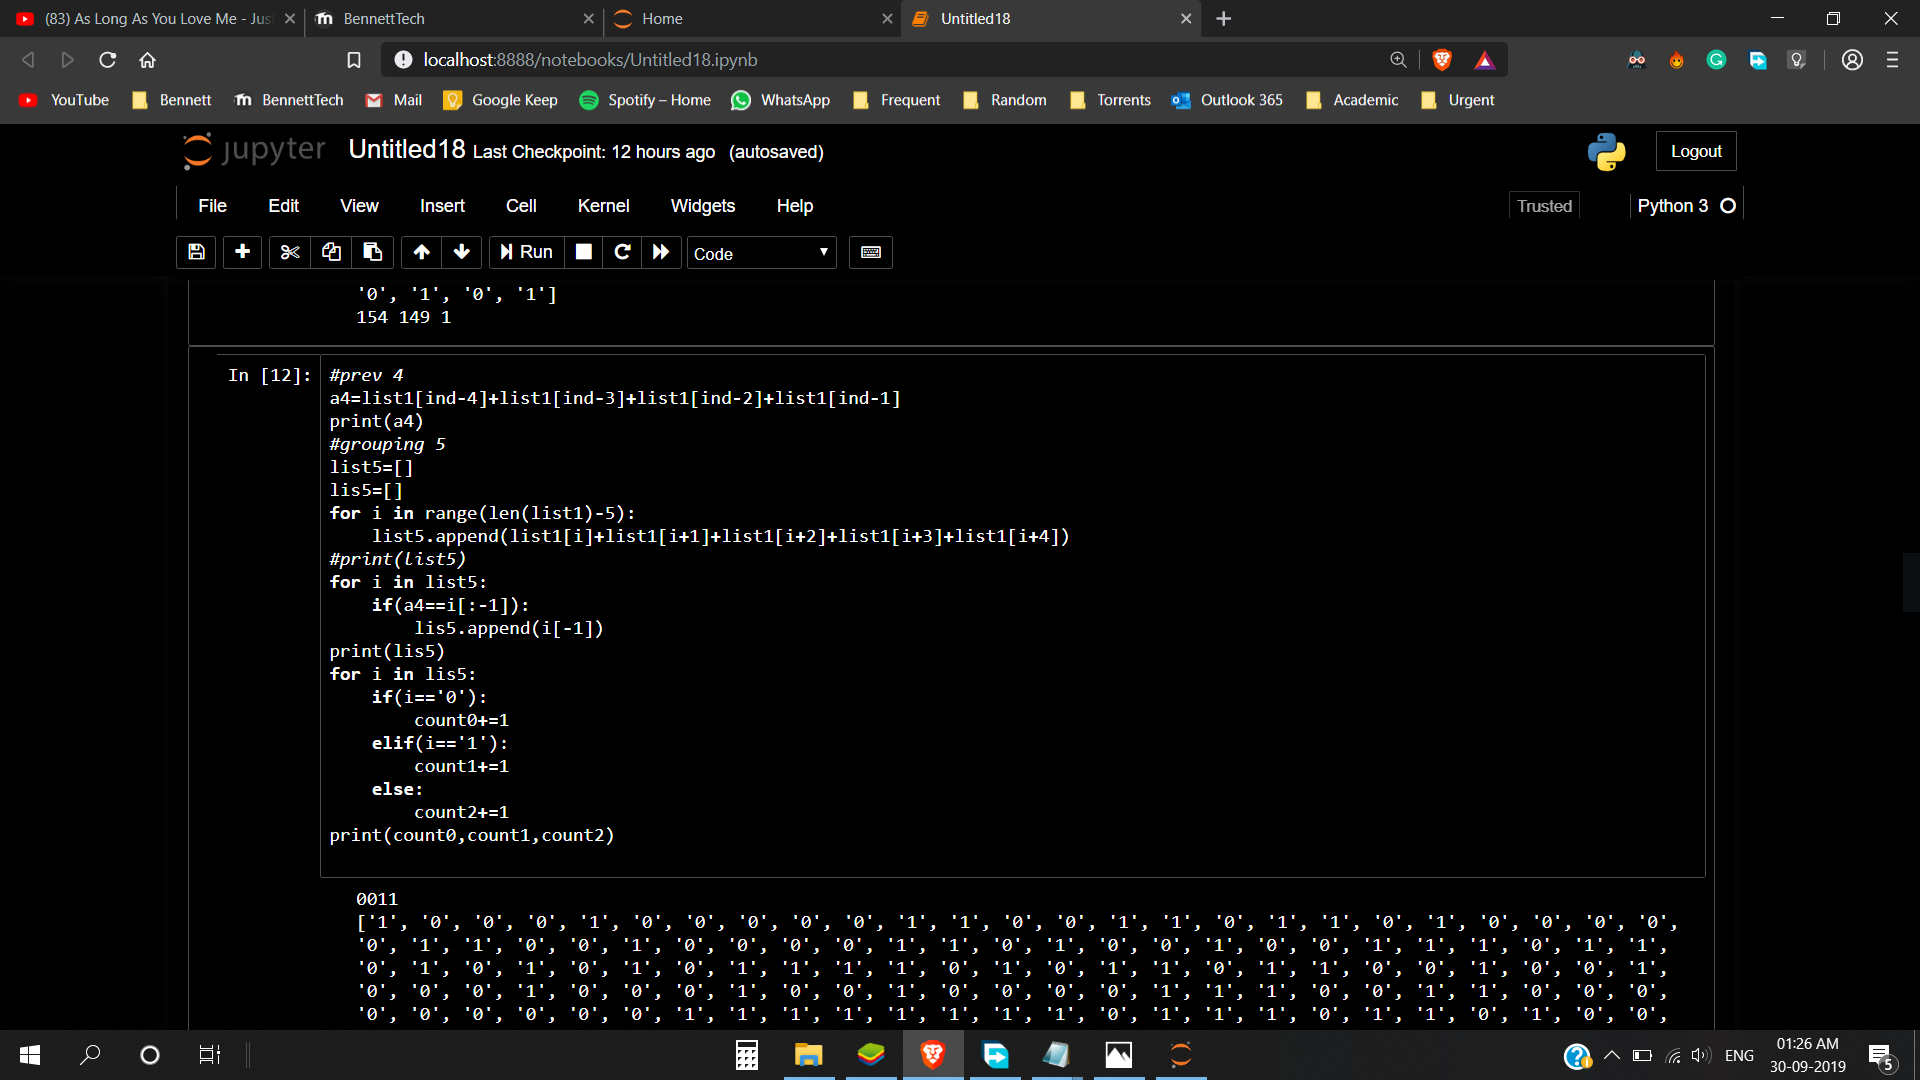 (83) As Long As You Love Me - Jus
BennettTech
Home
Untitled18
localhost:8888/notebooks/Untitled18.ipynb
YouTube Bennett BennettTech Mail Google Keep Spotify – Home WhatsApp Frequent Random Torrents Outlook 365 Academic Urgent
jupyter Untitled18 Last Checkpoint: 12 hours ago (autosaved)
Logout
File Edit View Insert Cell Kernel Widgets Help
Trusted
Python 3
Run
Code
'0', '1', '0', '1']
154 149 1
In [12]:
#prev 4
a4=list1[ind-4]+list1[ind-3]+list1[ind-2]+list1[ind-1]
print(a4)
#grouping 5
list5=[]
lis5=[]
for i in range(len(list1)-5):
    list5.append(list1[i]+list1[i+1]+list1[i+2]+list1[i+3]+list1[i+4])
#print(list5)
for i in list5:
    if(a4==i[:-1]):
        lis5.append(i[-1])
print(lis5)
for i in lis5:
    if(i=='0'):
        count0+=1
    elif(i=='1'):
        count1+=1
    else:
        count2+=1
print(count0,count1,count2)
0011
['1', '0', '0', '0', '1', '0', '0', '0', '0', '0', '1', '1', '0', '0', '1', '1', '0', '1', '1', '0', '1', '0', '0', '0', '0',
'0', '1', '1', '0', '0', '1', '0', '0', '0', '0', '0', '1', '1', '0', '1', '0', '0', '1', '0', '0', '1', '1', '1', '0', '1', '1',
'0', '1', '0', '1', '0', '1', '0', '1', '1', '1', '1', '0', '1', '0', '1', '1', '0', '1', '1', '0', '0', '1', '0', '0', '1',
'0', '0', '0', '1', '0', '0', '0', '1', '0', '0', '1', '0', '0', '0', '0', '1', '1', '1', '0', '0', '1', '1', '0', '0', '0',
'0', '0', '0', '0', '0', '0', '1', '1', '1', '1', '1', '1', '1', '1', '0', '1', '1', '1', '0', '1', '1', '0', '1', '0', '0',
ENG
01:26 AM
30-09-2019
5